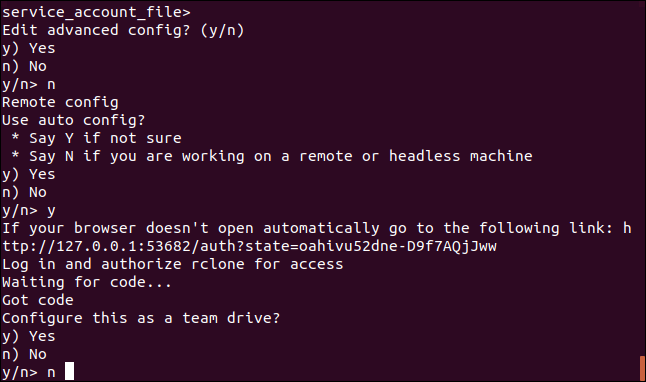 service_account_file>
Edit advanced config? (y/n)
y) Yes
n) No
y/n> n
Remote config
Use auto config?
 * Say Y if not sure
 * Say N if you are working on a remote or headless machine
y) Yes
n) No
y/n> y
If your browser doesn't open automatically go to the following link: h
ttp://127.0.0.1:53682/auth?state=oahivu52dne-D9f7AQjJww
Log in and authorize rclone for access
Waiting for code...
Got code
Configure this as a team drive?
y) Yes
n) No
y/n> n